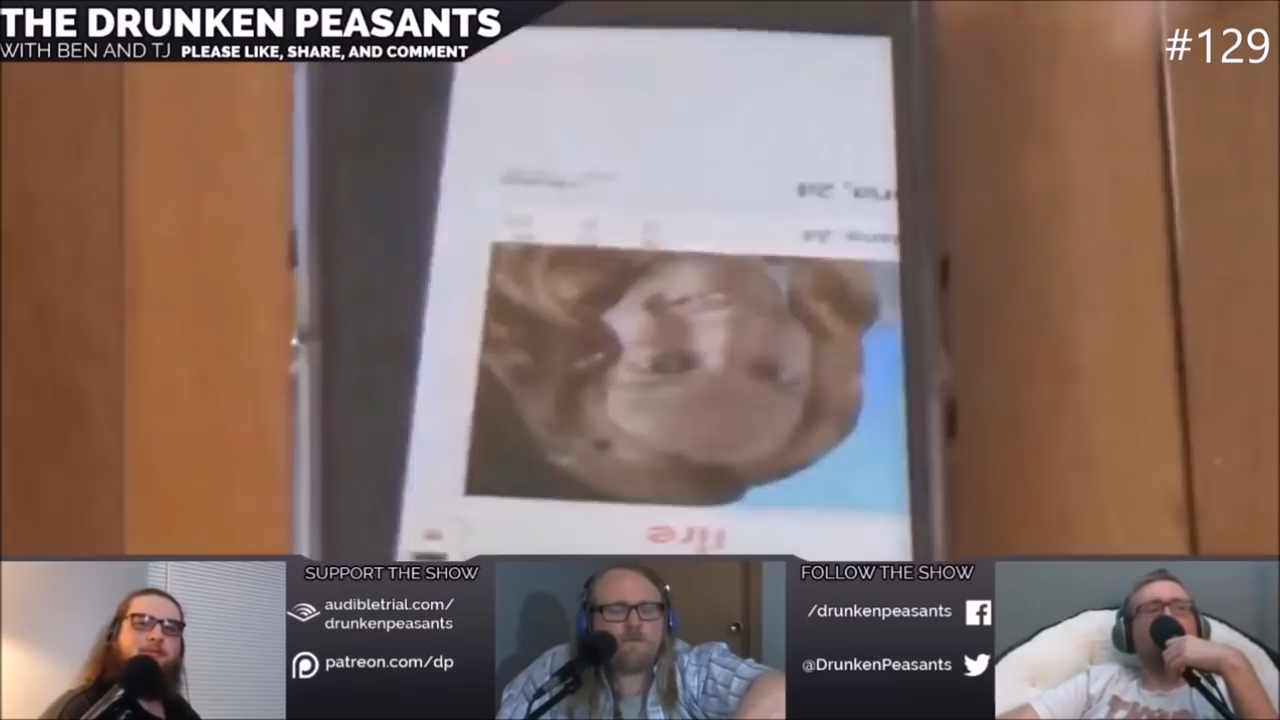 THE DRUNKEN PEASANTS
WITH BEN AND TJ PLEASE LIKE, SHARE, AND COMMENT
#129
SUPPORT THE SHOW
audibletrial.com/
drunkenpeasants
patreon.com/dp
FOLLOW THE SHOW
/drunkenpeasants
@DrunkenPeasants